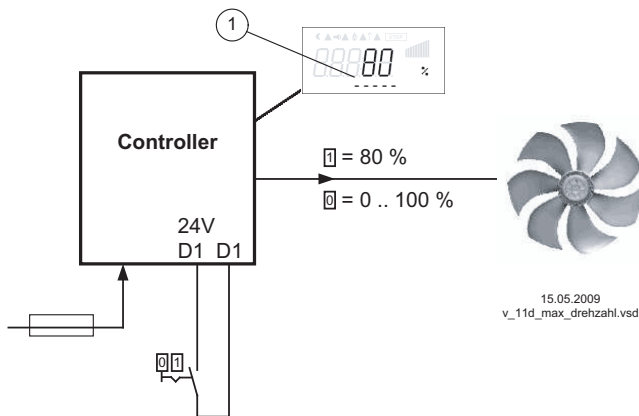 1
80
%
Controller
1 = 80 %
0 = 0 .. 100 %
24V
D1 D1
15.05.2009
v_11d_max_drehzahl.vsd
0 1